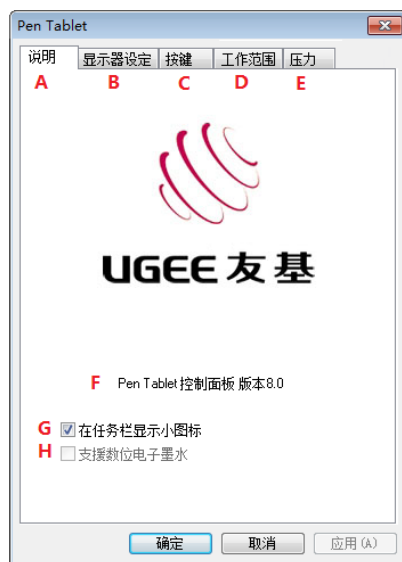 Pen Tablet
说明 显示器设定 按键 工作范围 压力
A B C D E
UGEE 友基
F Pen Tablet 控制面板 版本8.0
G 在任务栏显示小图标
H 支援数位电子墨水
确定 取消 应用(A)